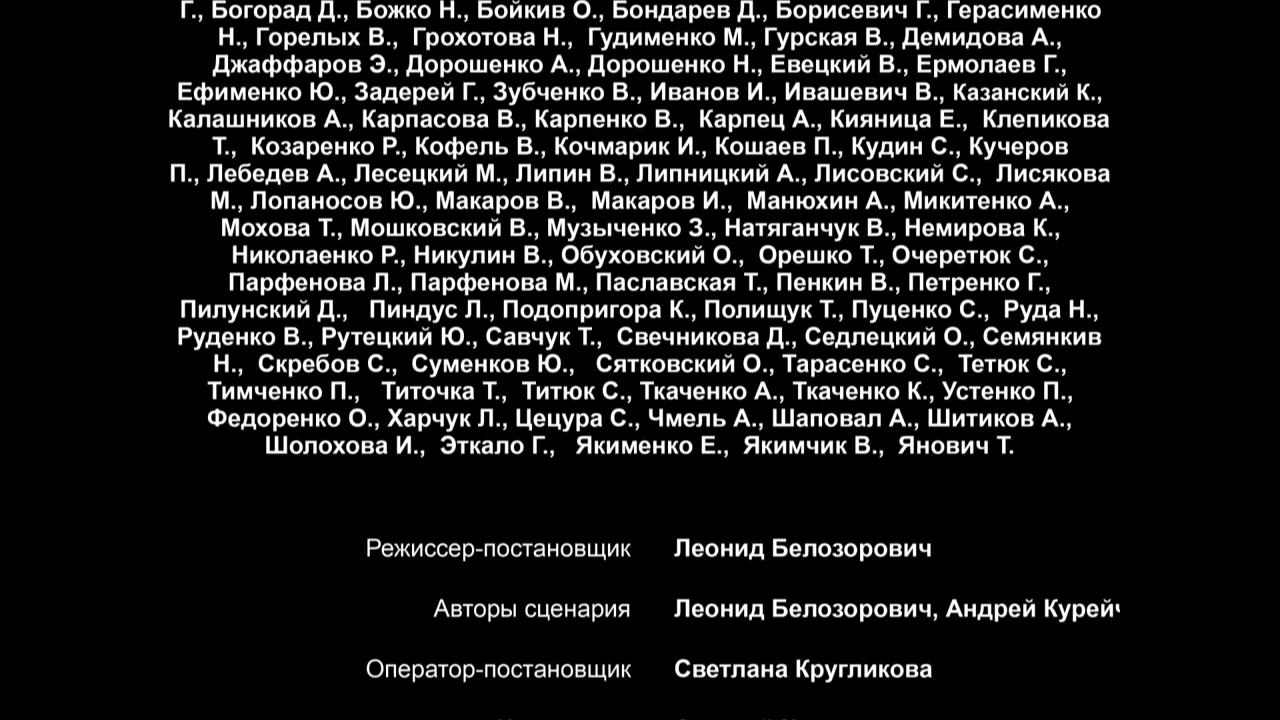 Г., Богорад Д., Божко Н., Бойкив О., Бондарев Д., Борисевич Г., Герасименко
Н., Горелых В., Грохотова Н., Гудименко М., Гурская В., Демидова А.,
Джаффаров Э., Дорошенко А., Дорошенко Н., Евецкий В., Ермолаев Г.,
Ефименко Ю., Задерей Г., Зубченко В., Иванов И., Ивашевич В., Казанский К.,
Калашников А., Карпасова В., Карпенко В., Карпец А., Кияница Е., Клепикова
Т., Козаренко Р., Кофель В., Кочмарик И., Кошаев П., Кудин С., Кучеров
П., Лебедев А., Лесецкий М., Липин В., Липницкий А., Лисовский С., Лисякова
М., Лопаносов Ю., Макаров В., Макаров И., Манюхин А., Микитенко А.,
Мохова Т., Мошковский В., Музыченко З., Натяганчук В., Немирова К.,
Николаенко Р., Никулин В., Обуховский О., Орешко Т., Очеретюк С.,
Парфенова Л., Парфенова М., Паславская Т., Пенкин В., Петренко Г.,
Пилунский Д., Пиндус Л., Подопригора К., Полищук Т., Пуценко С., Руда Н.,
Руденко В., Рутецкий Ю., Савчук Т., Свечникова Д., Седлецкий О., Семянкив
Н., Скребов С., Суменков Ю., Сятковский О., Тарасенко С., Тетюк С.,
Тимченко П., Титочка Т., Титюк С., Ткаченко А., Ткаченко К., Устенко П.,
Федоренко О., Харчук Л., Цецура С., Чмель А., Шаповал А., Шитиков А.,
Шолохова И., Эткало Г., Якименко Е., Якимчик В., Янович Т.
Режиссер-постановщик Леонид Белозорович
Авторы сценария Леонид Белозорович, Андрей
Оператор-постановщик Светлана Кругликова